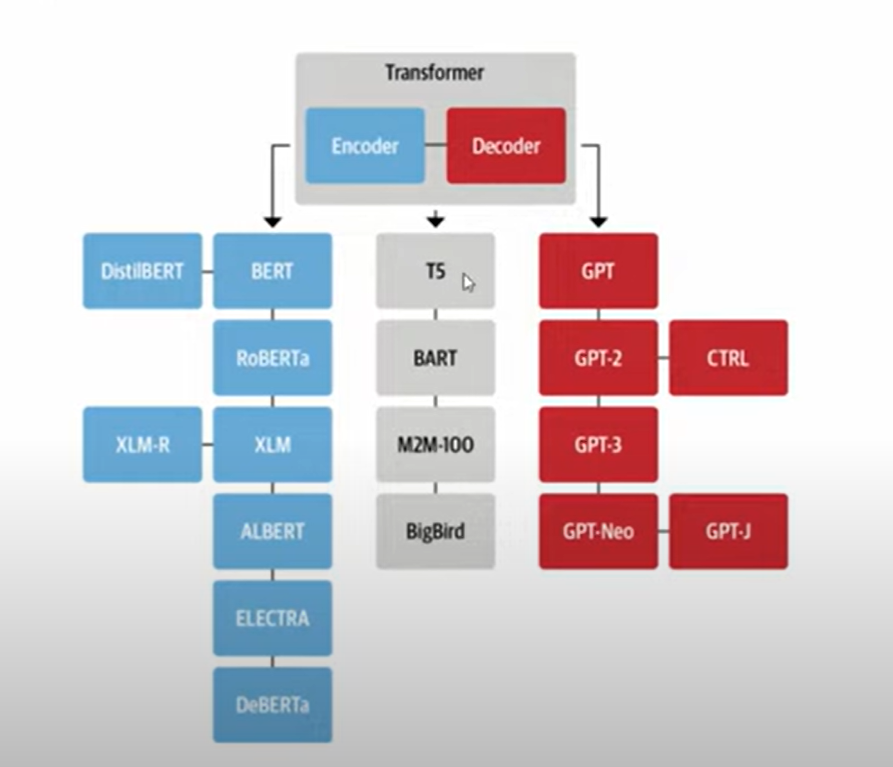 Transformer
Encoder Decoder
DistilBERT BERT T5 GPT
RoBERTa BART GPT-2 CTRL
XLM-R XLM M2M-100 GPT-3
ALBERT BigBird GPT-Neo GPT-J
ELECTRA
DeBERTa